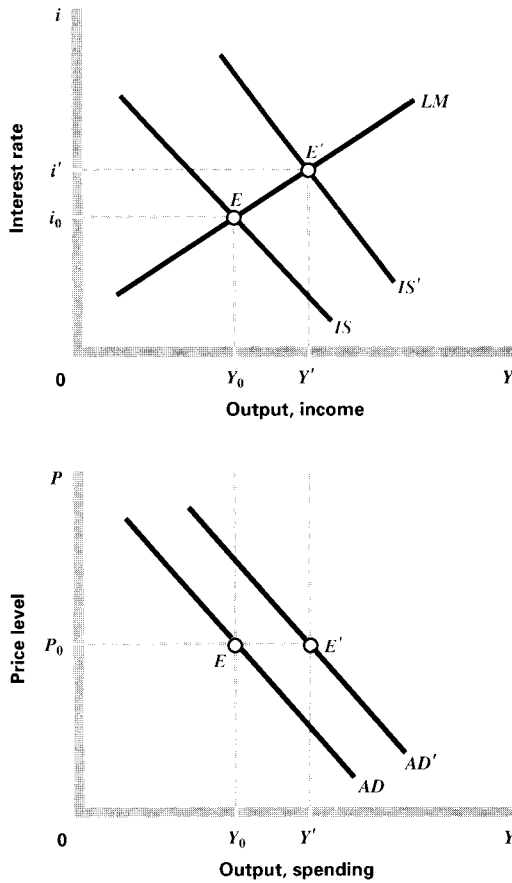 i
LM
E'
i'
Interest rate
E
i₀
IS'
IS
0
Y₀
Y'
Y
Output, income
P
Price level
P₀
E
E'
AD'
AD
0
Y₀
Y'
Y
Output, spending